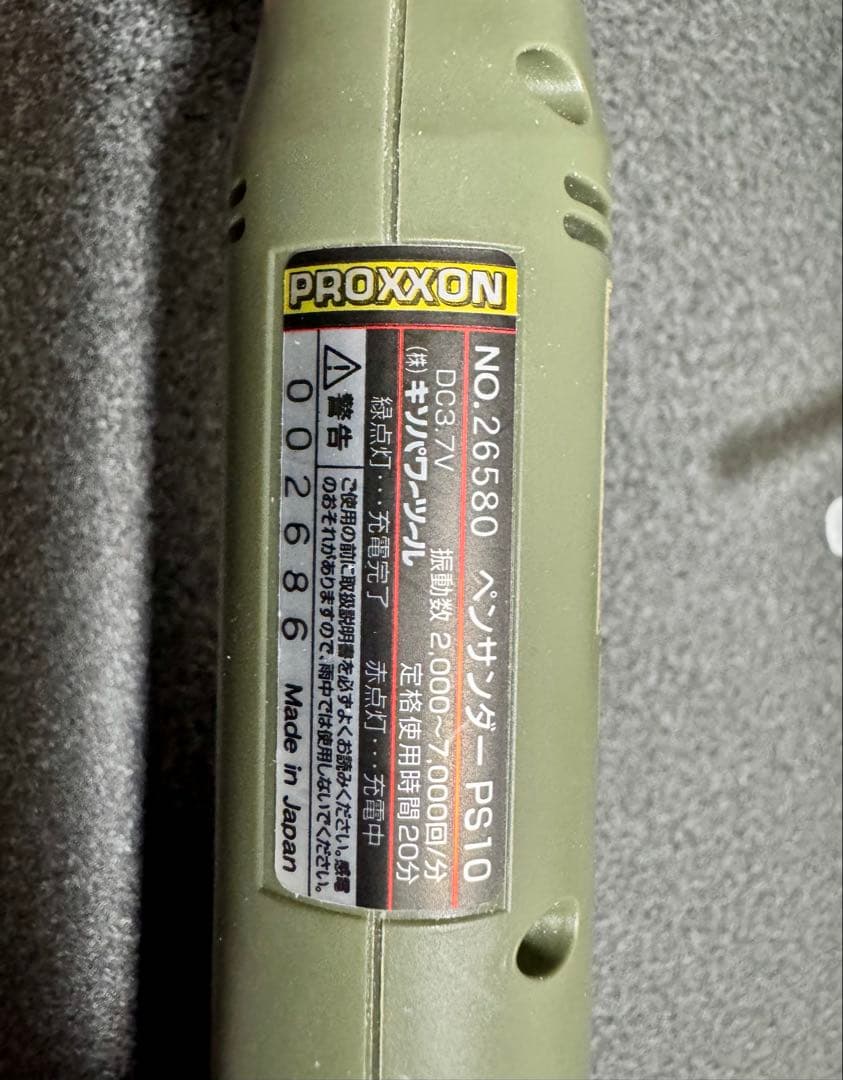 PROXXON
NO.26580 ペンサンダー PS10
DC3.7V 振動数 2,000～7,000回/分
(株)キソパワーツール 定格使用時間20分
緑点灯...充電完了 赤点灯...充電中
警告 ご使用の前に取扱説明書を必ずよくお読みください。感電
のおそれがありますので、雨中では使用しないでください。
002686 Made in Japan